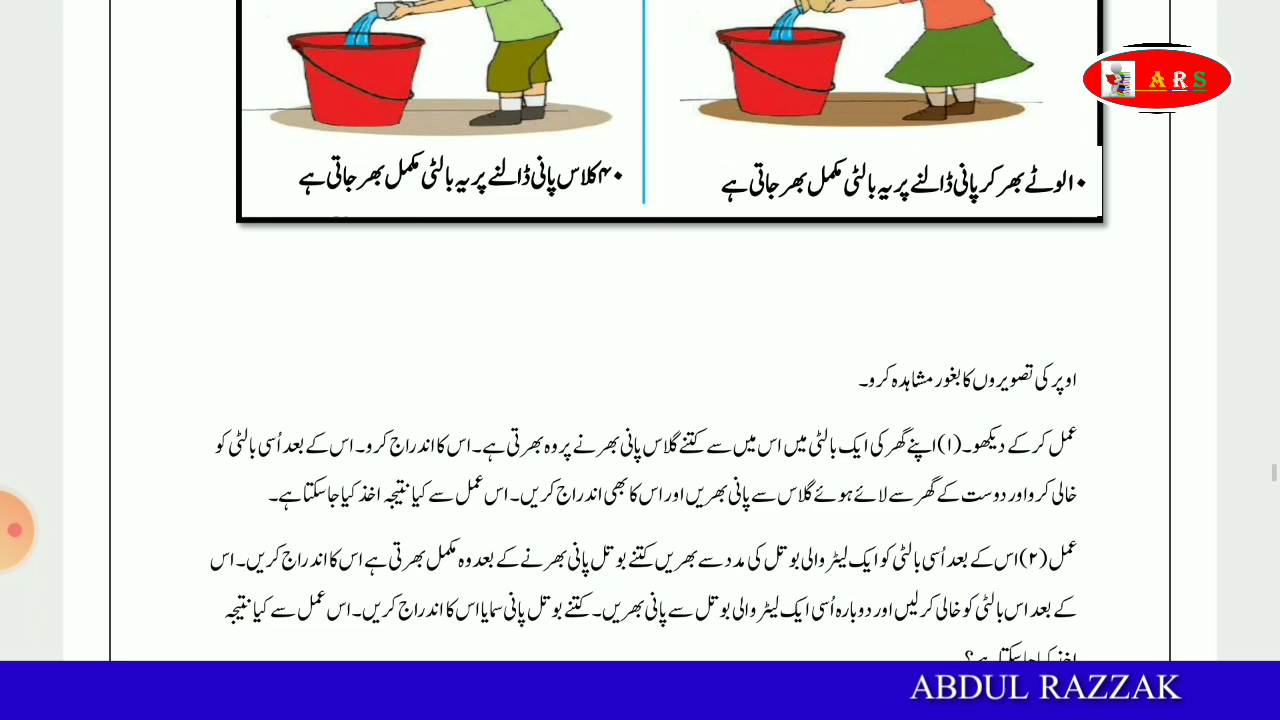 A R S
۱۰ لوٹے بھر کر پانی ڈالنے پر یہ بالٹی مکمل بھر جاتی ہے
۴۰ کلاس پانی ڈالنے پر یہ بالٹی مکمل بھر جاتی ہے
اوپر کی تصویروں کا بغور مشاہدہ کرو۔
عمل کر کے دیکھو۔(۱)اپنے گھر کی ایک بالٹی میں اس میں سے کتنے گلاس پانی بھرنے پر وہ بھرتی ہے۔ اس کا اندراج کرو۔ اس کے بعد اُسی بالٹی کو
خالی کرو اور دوست کے گھر سے لائے ہوئے گلاس سے پانی بھریں اور اس کا بھی اندراج کریں۔ اس عمل سے کیا نتیجہ اخذ کیا جاسکتا ہے۔
عمل (۲) اس کے بعد اُسی بالٹی کو ایک لیٹر والی بوتل کی مدد سے بھریں کتنے بوتل پانی بھرنے کے بعد وہ مکمل بھرتی ہے اس کا اندراج کریں۔ اس
کے بعد اس بالٹی کو خالی کر لیں اور دوبارہ اُسی ایک لیٹر والی بوتل سے پانی بھریں۔ کتنے بوتل پانی سمایا اس کا اندراج کریں۔ اس عمل سے کیا نتیجہ
اخذ کیا جاسکتا ہے؟
ABDUL RAZZAK